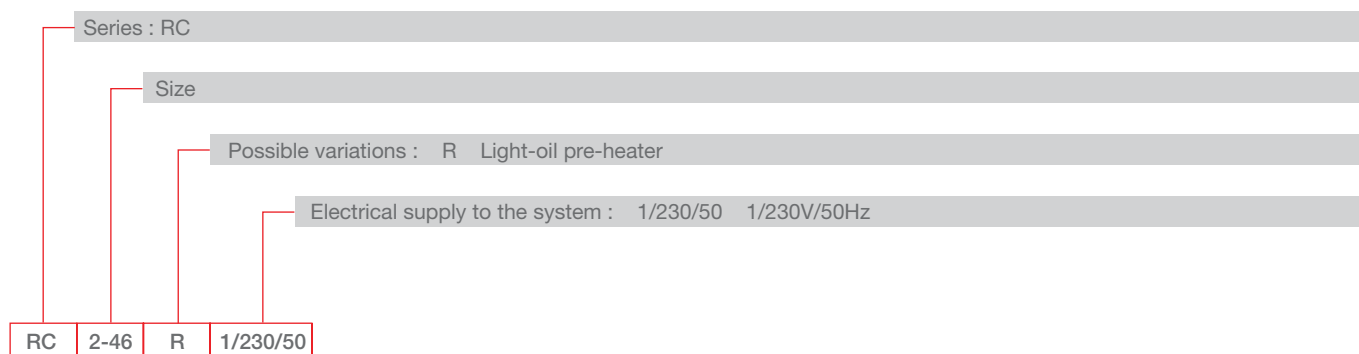 Series : RC
Size
Possible variations : R Light-oil pre-heater
Electrical supply to the system : 1/230/50 1/230V/50Hz
RC 2-46 R 1/230/50